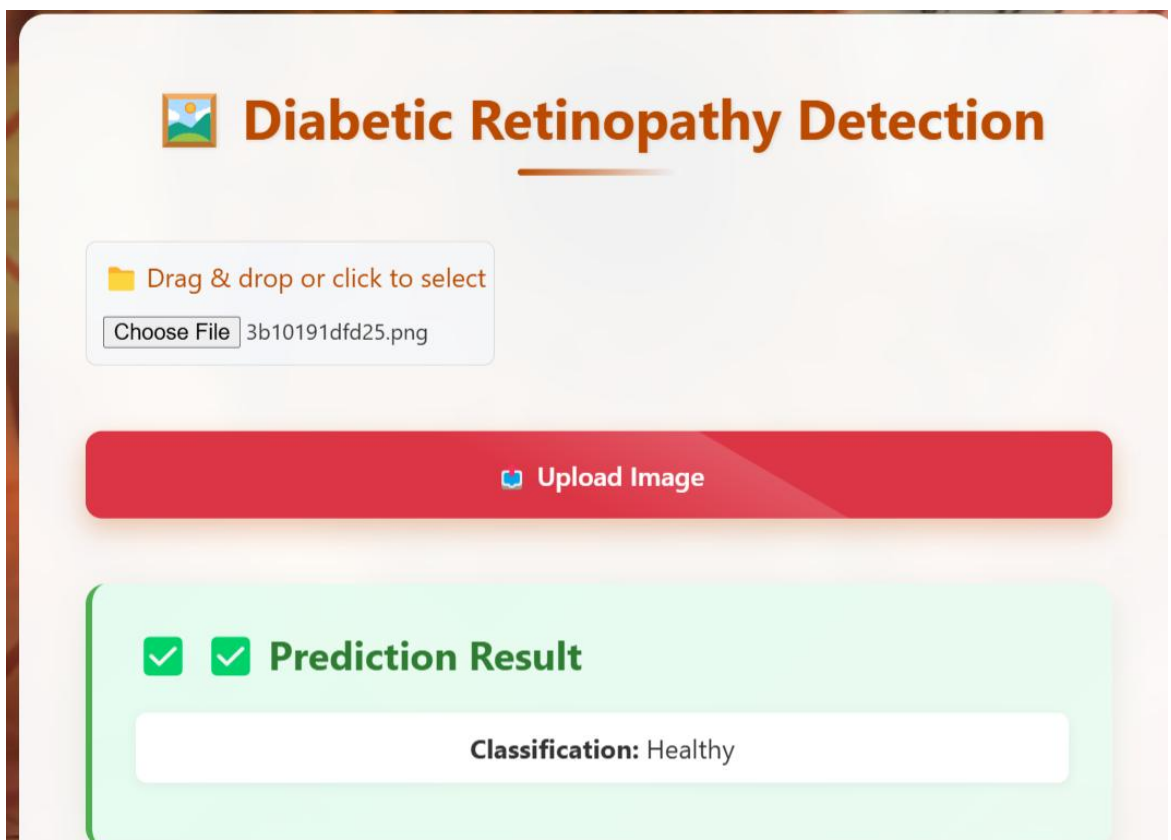 Diabetic Retinopathy Detection
Drag & drop or click to select
Choose File 3b10191dfd25.png
Upload Image
Prediction Result
Classification: Healthy